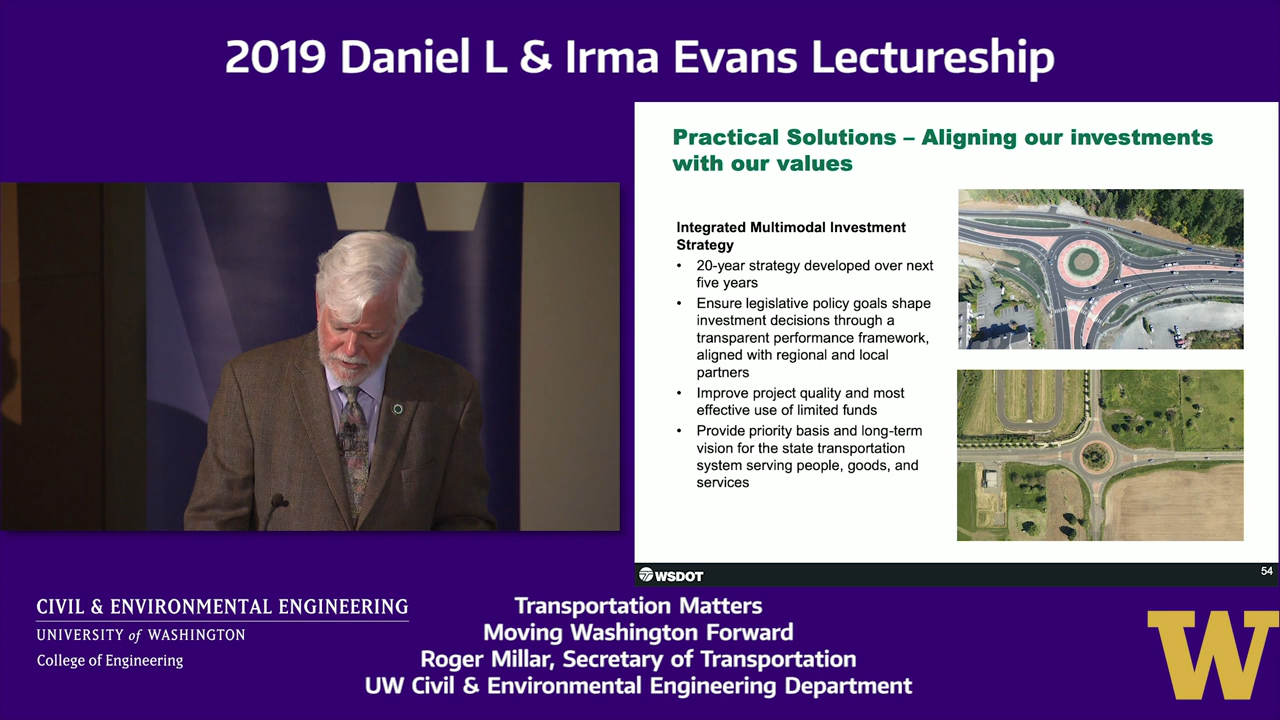 2019 Daniel L & Irma Evans Lectureship
Practical Solutions – Aligning our investments
with our values
Integrated Multimodal Investment
Strategy
• 20-year strategy developed over next
five years
• Ensure legislative policy goals shape
investment decisions through a
transparent performance framework,
aligned with regional and local
partners
• Improve project quality and most
effective use of limited funds
• Provide priority basis and long-term
vision for the state transportation
system serving people, goods, and
services
WSDOT
54
CIVIL & ENVIRONMENTAL ENGINEERING
UNIVERSITY of WASHINGTON
College of Engineering
Transportation Matters
Moving Washington Forward
Roger Millar, Secretary of Transportation
UW Civil & Environmental Engineering Department
W